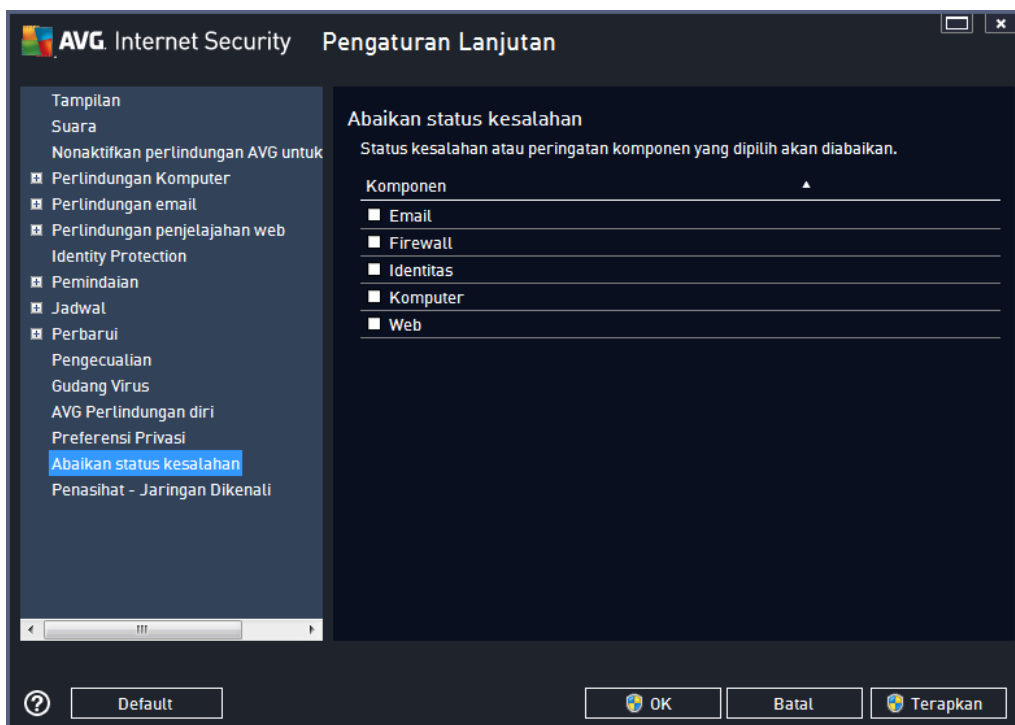 AVG. Internet Security Pengaturan Lanjutan
Tampilan
Suara
Nonaktifkan perlindungan AVG untuk
Perlindungan Komputer
Perlindungan email
Perlindungan penjelajahan web
Identity Protection
Pemindaian
Jadwal
Perbarui
Pengecualian
Gudang Virus
AVG Perlindungan diri
Preferensi Privasi
Abaikan status kesalahan
Penasihat - Jaringan Dikenali
Abaikan status kesalahan
Status kesalahan atau peringatan komponen yang dipilih akan diabaikan.
Komponen
Email
Firewall
Identitas
Komputer
Web
Default
OK
Batal
Terapkan